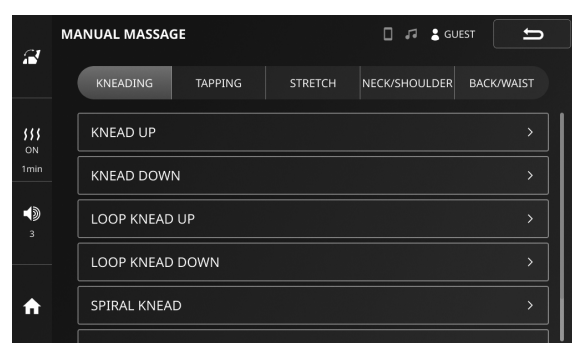 MANUAL MASSAGE
GUEST
KNEADING TAPPING STRETCH NECK/SHOULDER BACK/WAIST
KNEAD UP
ON
1min
KNEAD DOWN
LOOP KNEAD UP
3
LOOP KNEAD DOWN
SPIRAL KNEAD